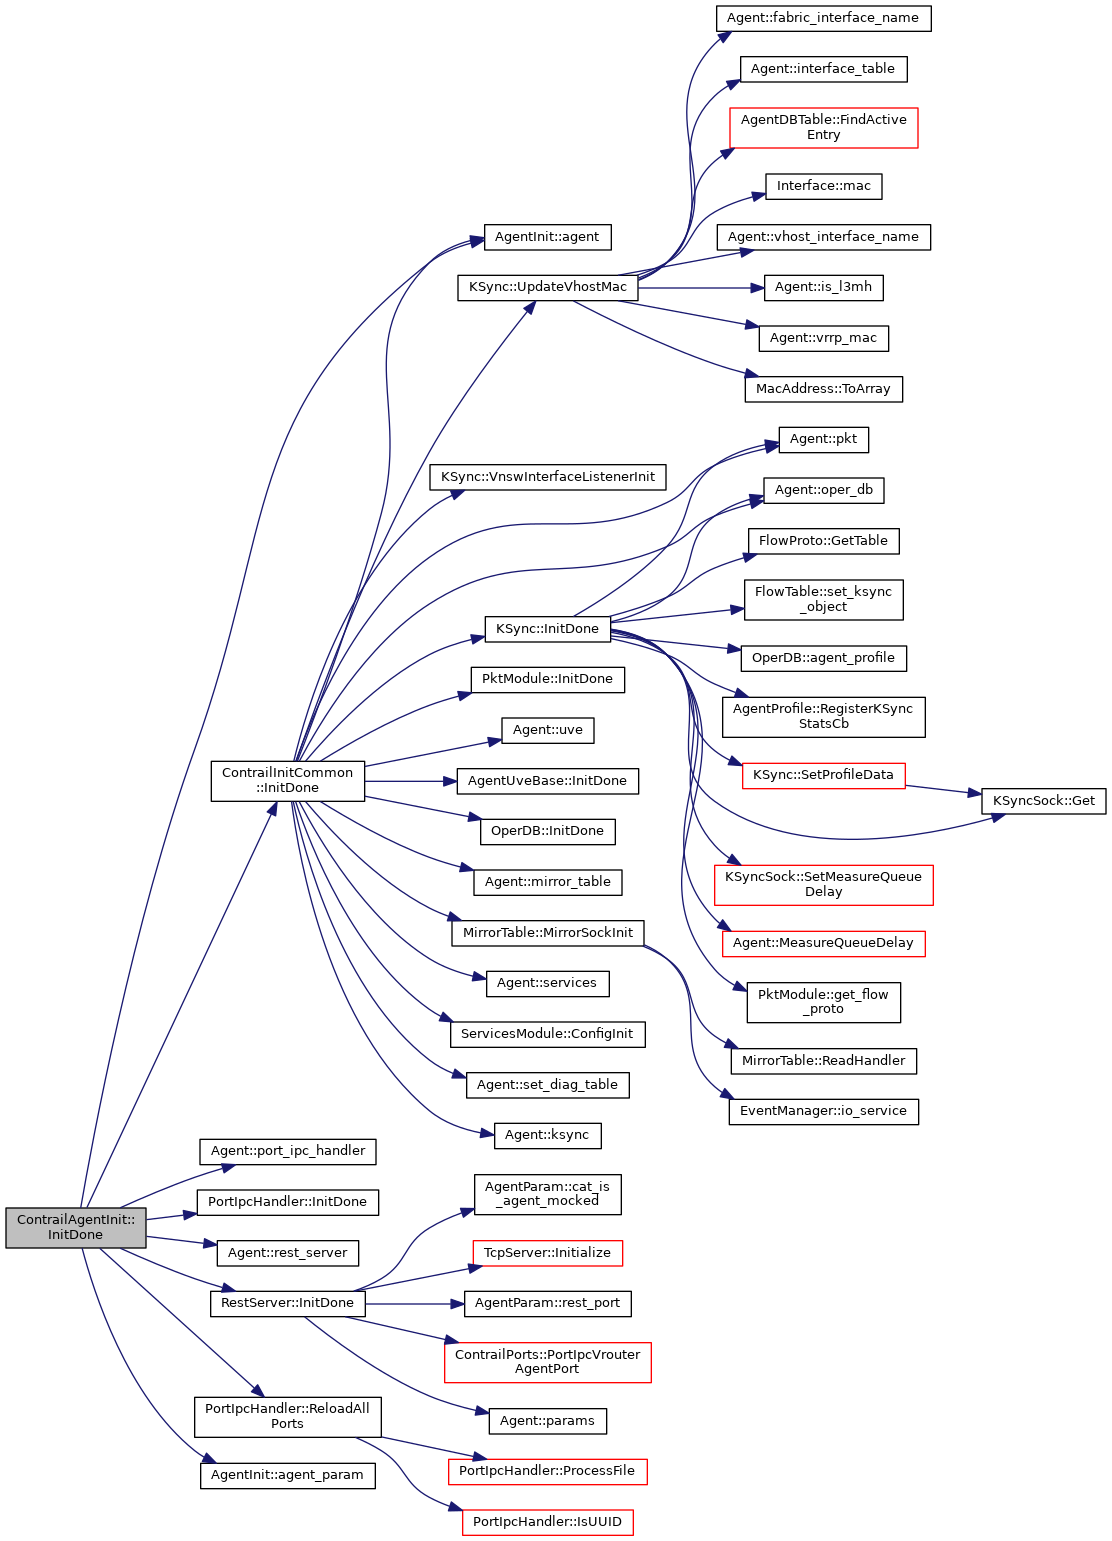 Agent::fabric_interface_name
Agent::interface_table
AgentDBTable::FindActive
Entry
Interface::mac
AgentInit::agent
Agent::vhost_interface_name
KSync::UpdateVhostMac
Agent::is_l3mh
Agent::vrrp_mac
MacAddress::ToArray
Agent::pkt
KSync::VnswInterfaceListenerInit
Agent::oper_db
FlowProto::GetTable
FlowTable::set_ksync
_object
KSync::InitDone
OperDB::agent_profile
PktModule::InitDone
AgentProfile::RegisterKSync
StatsCb
Agent::uve
ContrailInitCommon
::InitDone
AgentUveBase::InitDone
KSync::SetProfileData
KSyncSock::Get
OperDB::InitDone
Agent::mirror_table
KSyncSock::SetMeasureQueue
Delay
MirrorTable::MirrorSockInit
Agent::MeasureQueueDelay
Agent::services
PktModule::get_flow
_proto
ServicesModule::ConfigInit
MirrorTable::ReadHandler
Agent::set_diag_table
EventManager::io_service
Agent::ksync
Agent::port_ipc_handler
AgentParam::cat_is
_agent_mocked
PortIpcHandler::InitDone
ContrailAgentInit::
InitDone
Agent::rest_server
TcpServer::Initialize
RestServer::InitDone
AgentParam::rest_port
ContrailPorts::PortIpcVrouter
AgentPort
PortIpcHandler::ReloadAll
Ports
Agent::params
AgentInit::agent_param
PortIpcHandler::ProcessFile
PortIpcHandler::IsUUID